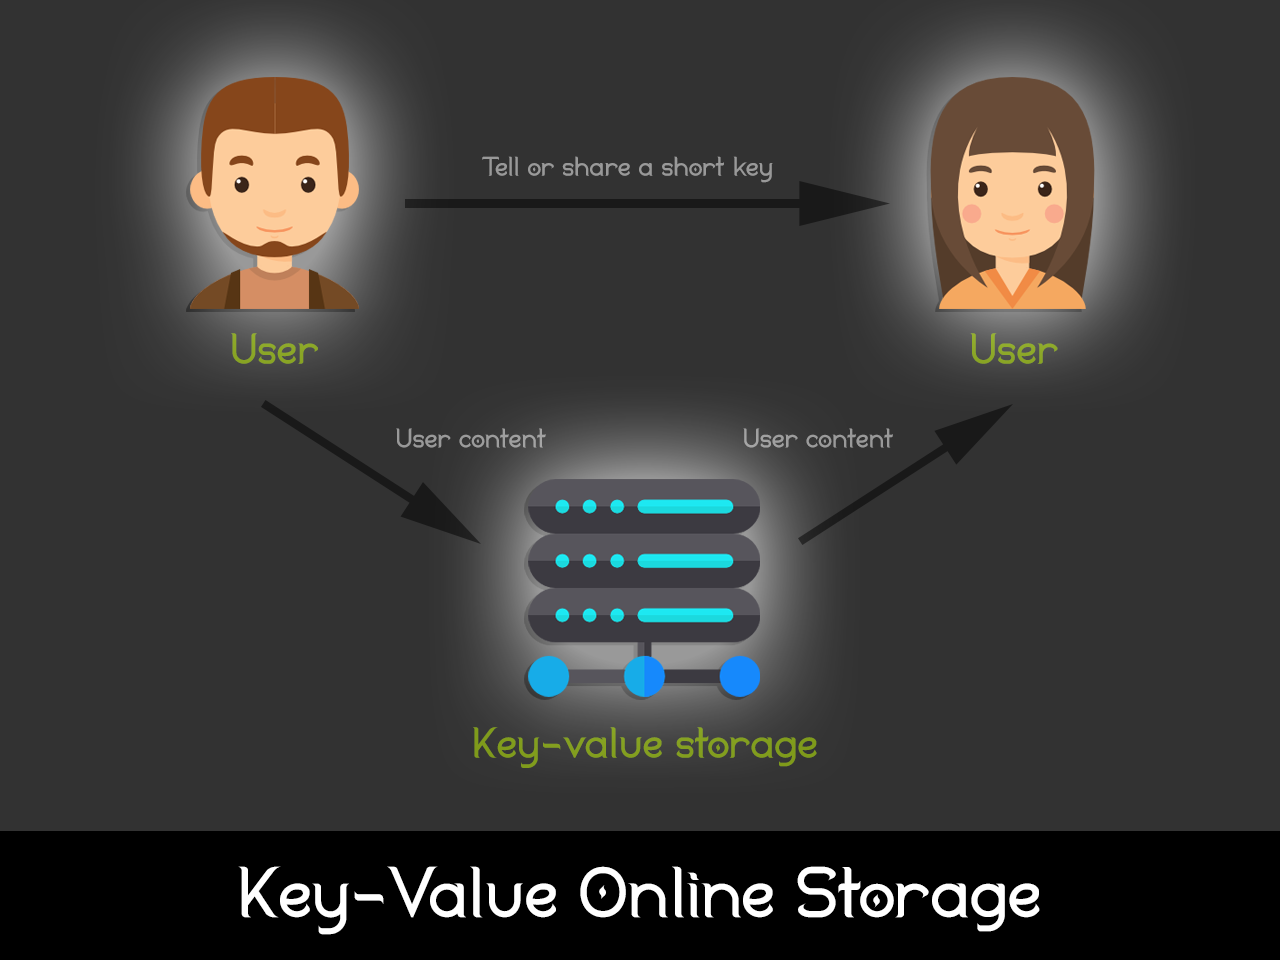 Tell or share a short key
User
User
User content
User content
Key-value storage
Key-Value Online Storage